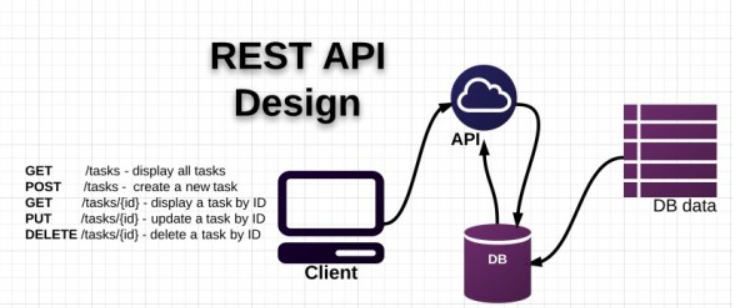 REST API
Design
API
GET /tasks - display all tasks
POST /tasks - create a new task
GET /tasks/{id} - display a task by ID
PUT /tasks/{id} - update a task by ID
DELETE /tasks/{id} - delete a task by ID
Client
DB
DB data